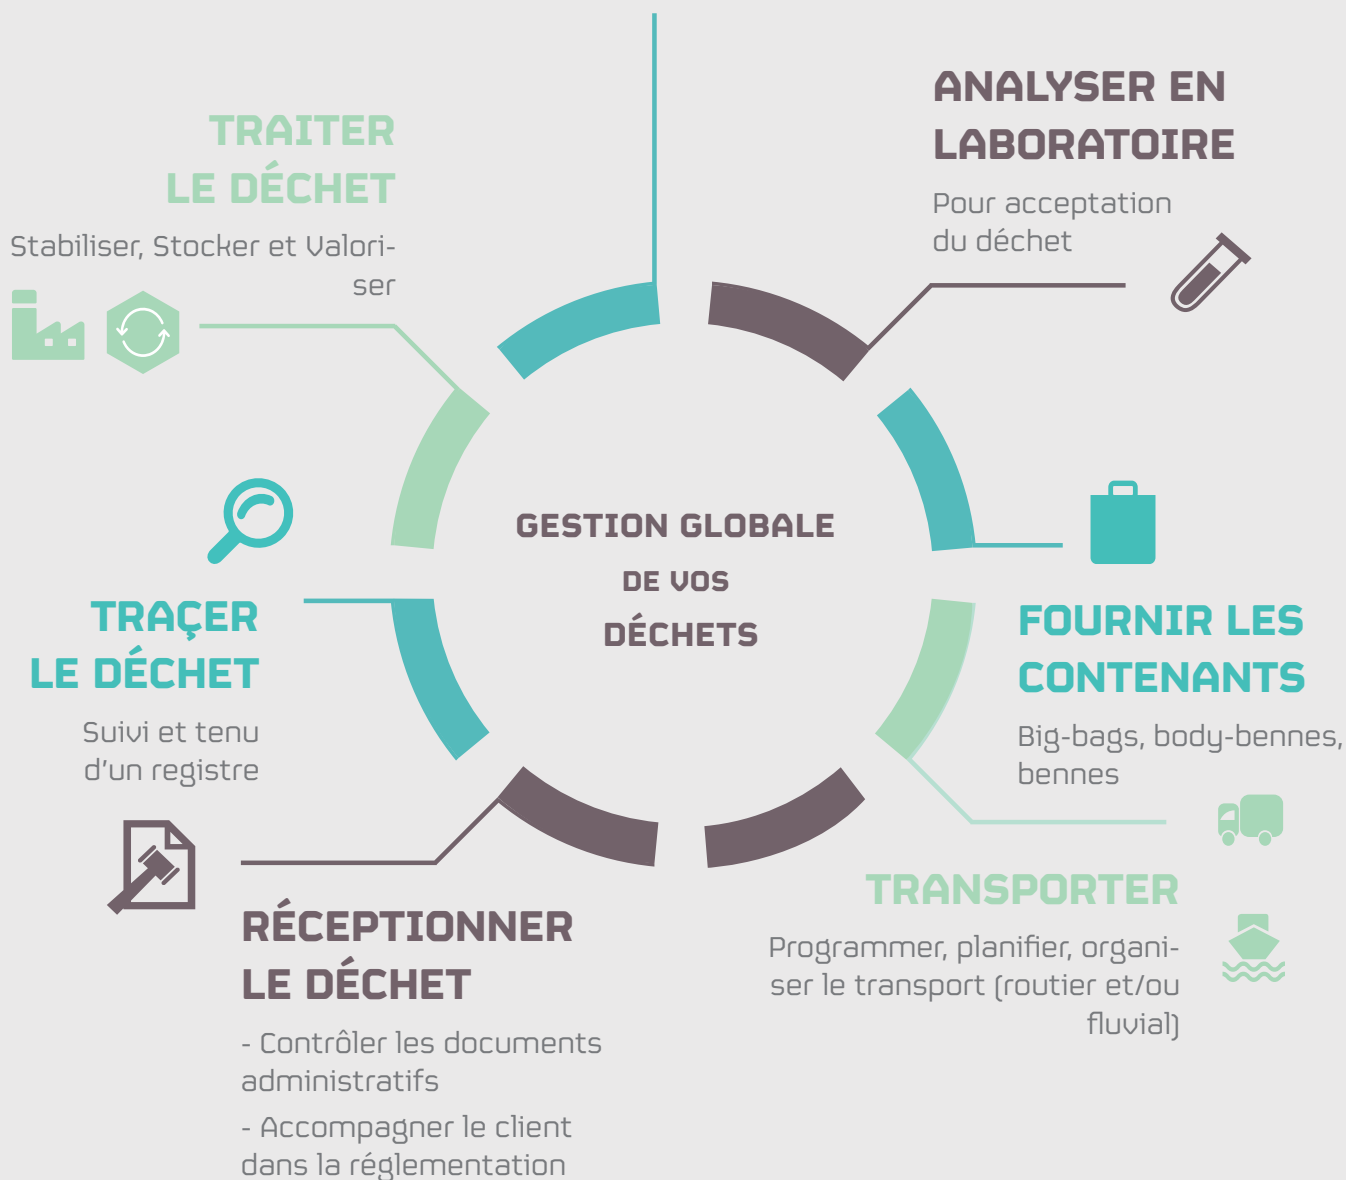 ANALYSER EN
LABORATOIRE
Pour acceptation
du déchet
TRAITER
LE DÉCHET
Stabiliser, Stocker et Valori-
ser
GESTION GLOBALE
DE VOS
DÉCHETS
FOURNIR LES
CONTENANTS
Big-bags, body-bennes,
bennes
TRAÇER
LE DÉCHET
Suivi et tenu
d'un registre
TRANSPORTER
Programmer, planifier, organi-
ser le transport (routier et/ou
fluvial)
RÉCEPTIONNER
LE DÉCHET
- Contrôler les documents
administratifs
- Accompagner le client
dans la réglementation